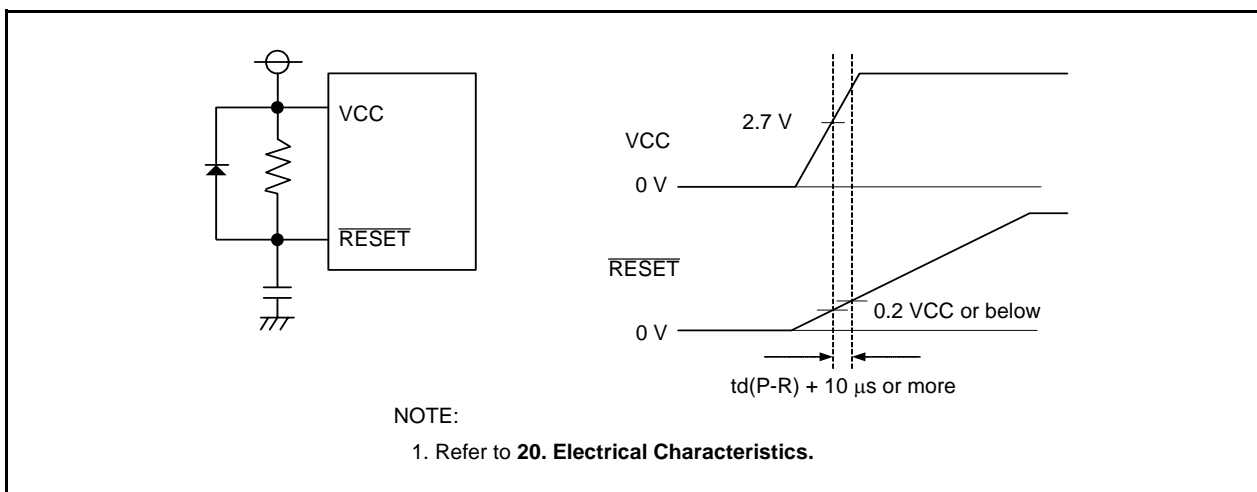 VCC
RESET
VCC
2.7 V
0 V
RESET
0.2 VCC or below
0 V
td(P-R) + 10 μs or more
NOTE:
1. Refer to 20. Electrical Characteristics.